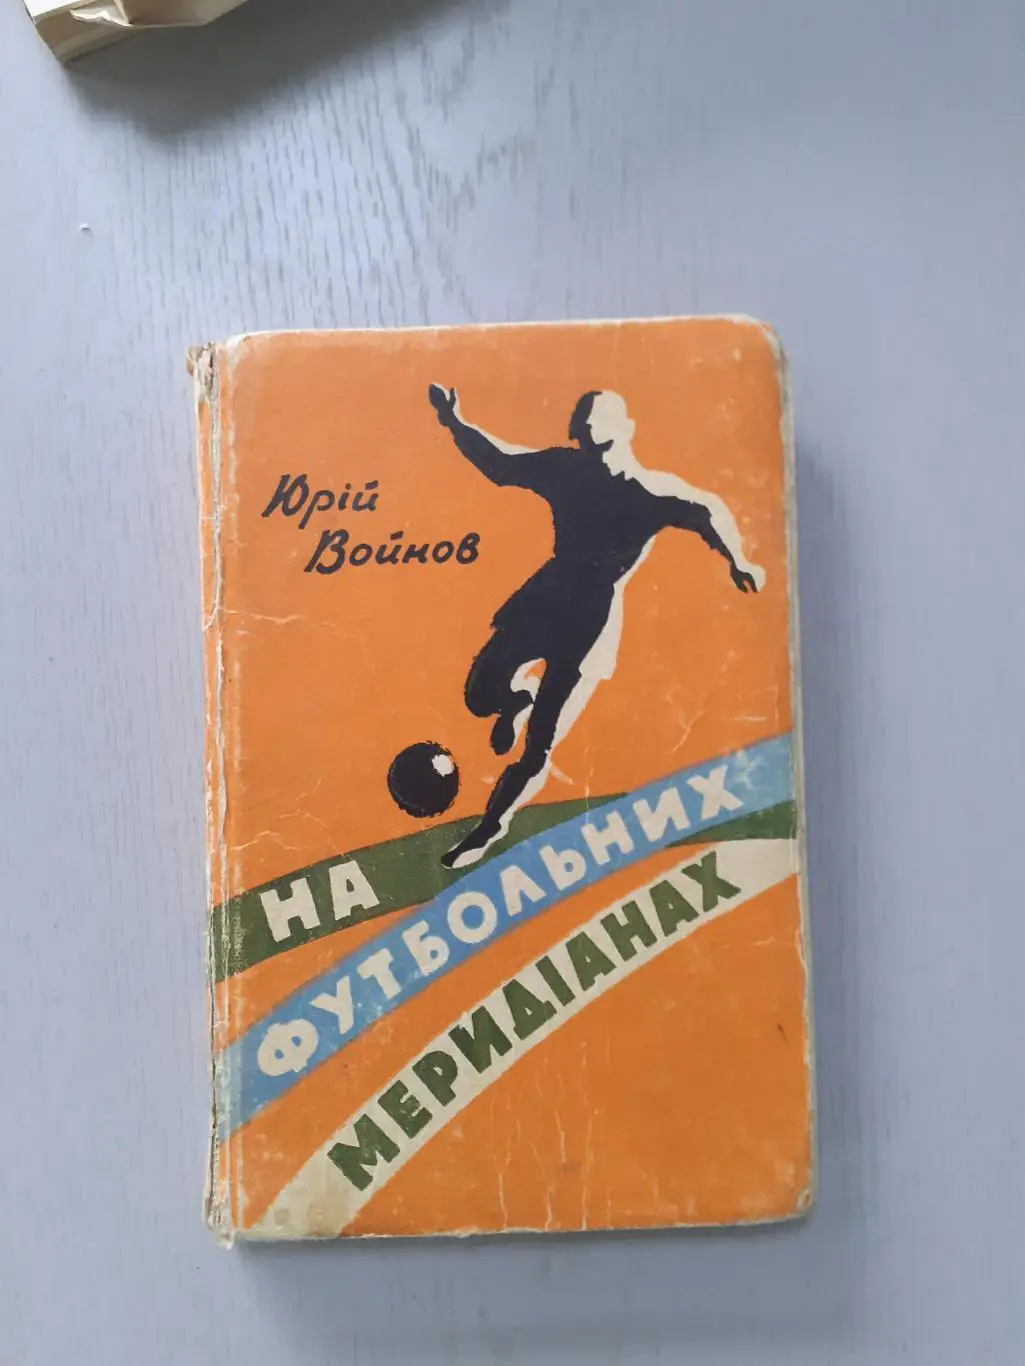 Юрій
Войнов
НА
ФУТБОЛЬНИХ
МЕРИДІАНАХ